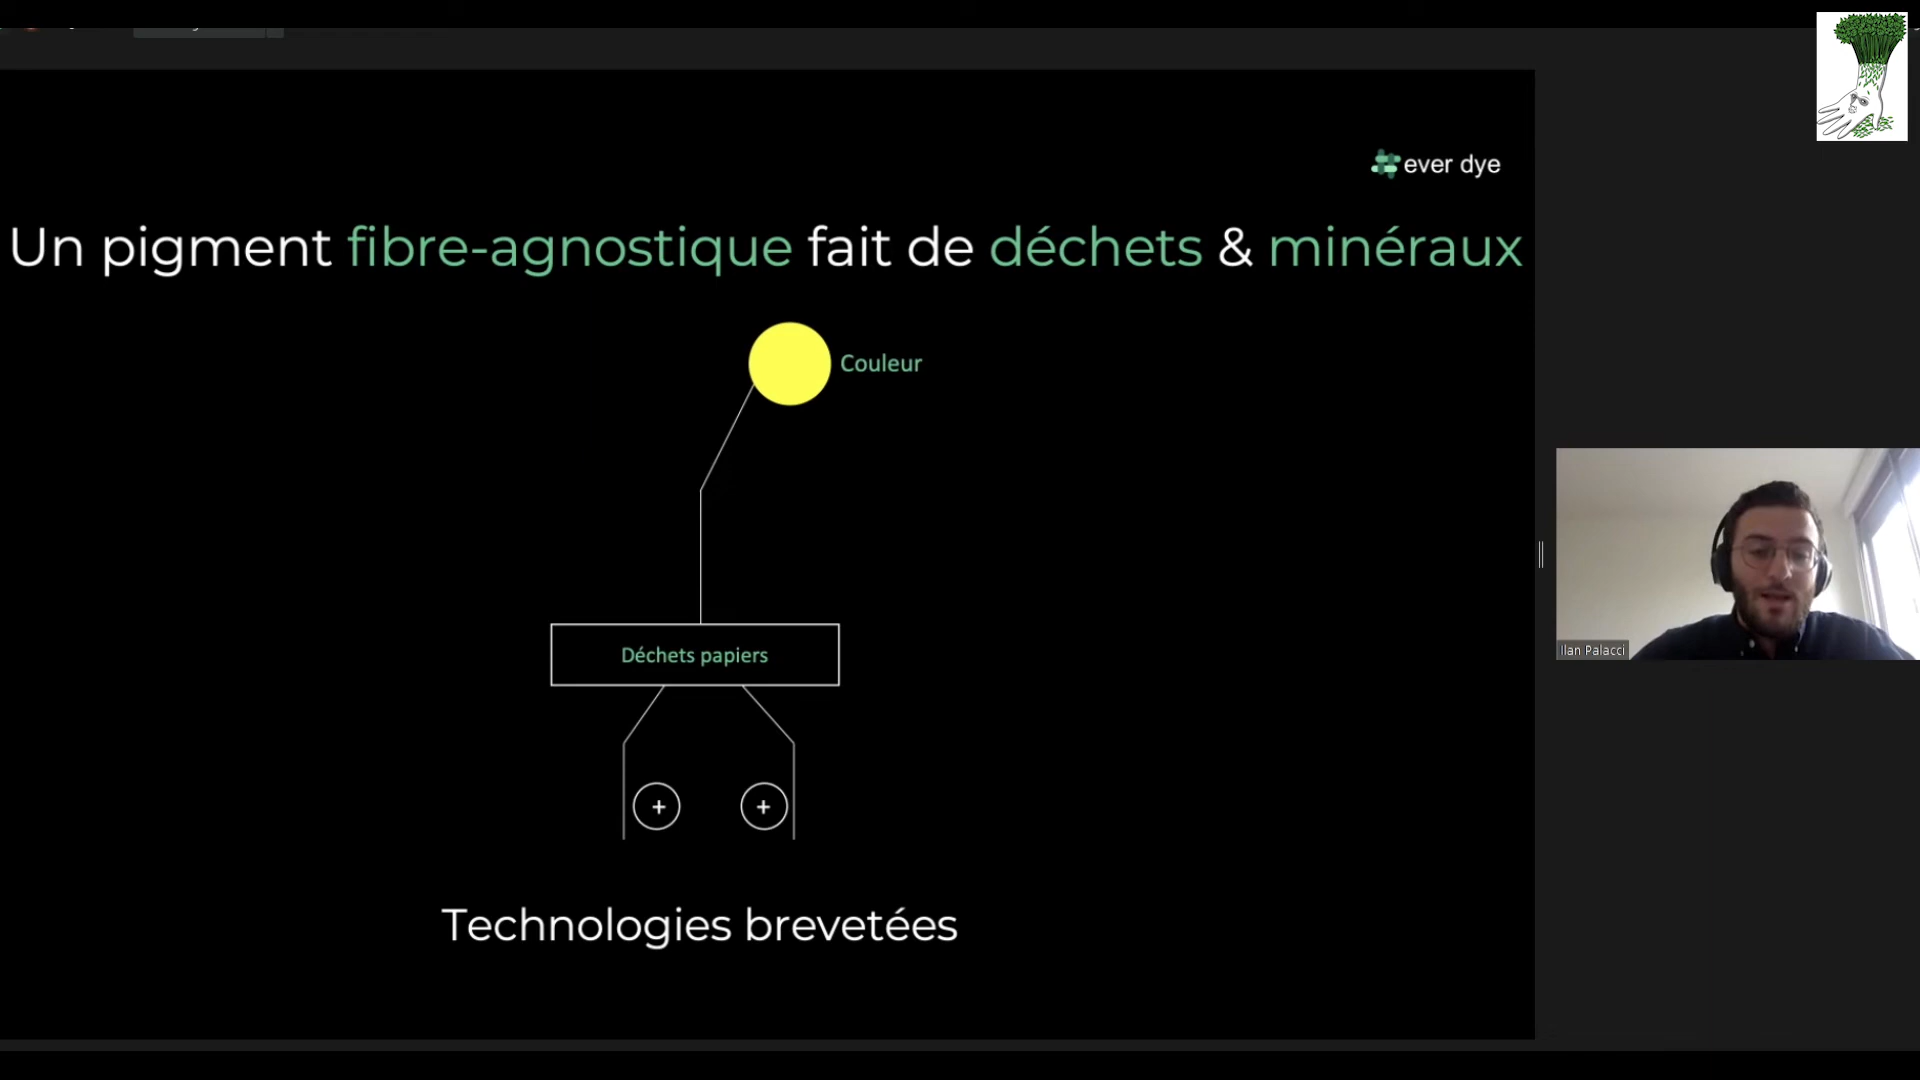 ever dye
Un pigment fibre-agnostique fait de déchets & minéraux
Couleur
Déchets papiers
+ +
Technologies brevetées
Ilan Palacci